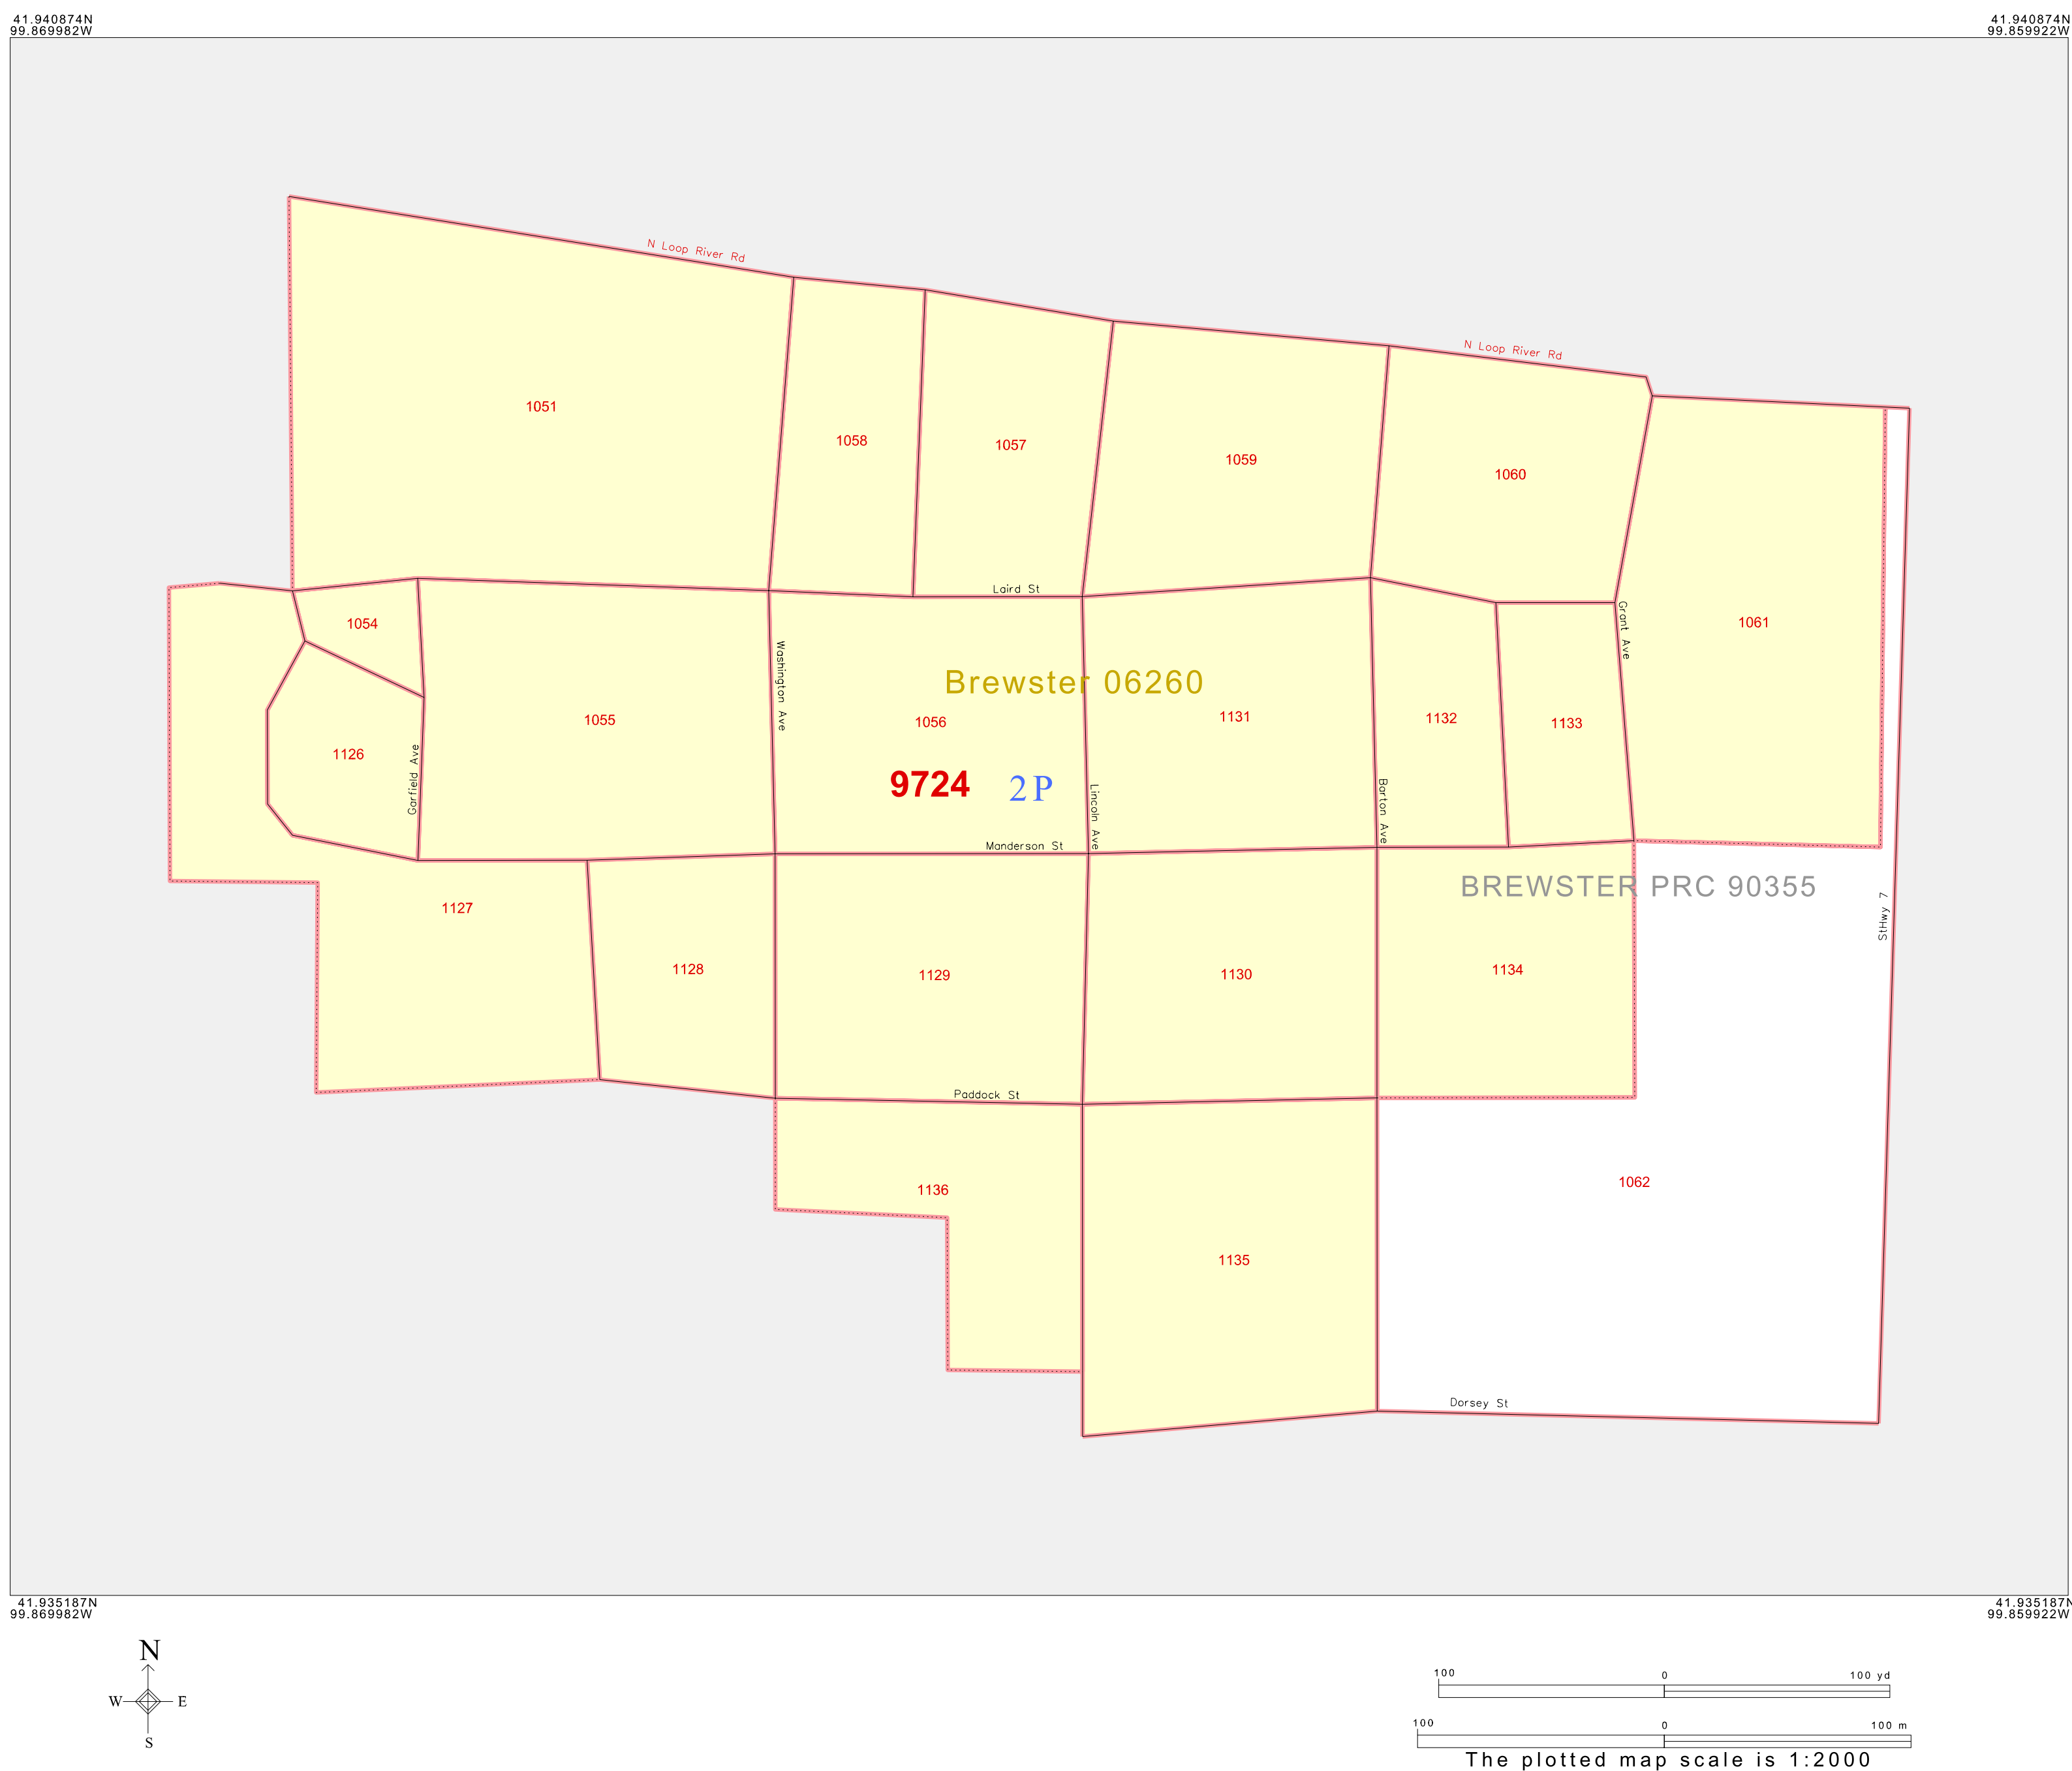 41.940874N
99.869982W
41.940874N
99.859922W
N Loop River Rd
N Loop River Rd
1051
1058
1057
1059
1060
1061
Laird St
1054
Garfield Ave
1055
Washington Ave
Brewster 06260
1056
1131
1132
1133
Grant Ave
1126
9724
2P
Lincoln Ave
Barton Ave
Manderson St
BREWSTER PRC 90355
StHwy 7
1127
1128
1129
1130
1134
Paddock St
1136
1135
1062
Dorsey St
41.935187N
99.869982W
41.935187N
99.859922W
N
W E
S
100 0 100 yd
100 0 100 m
The plotted map scale is 1:2000